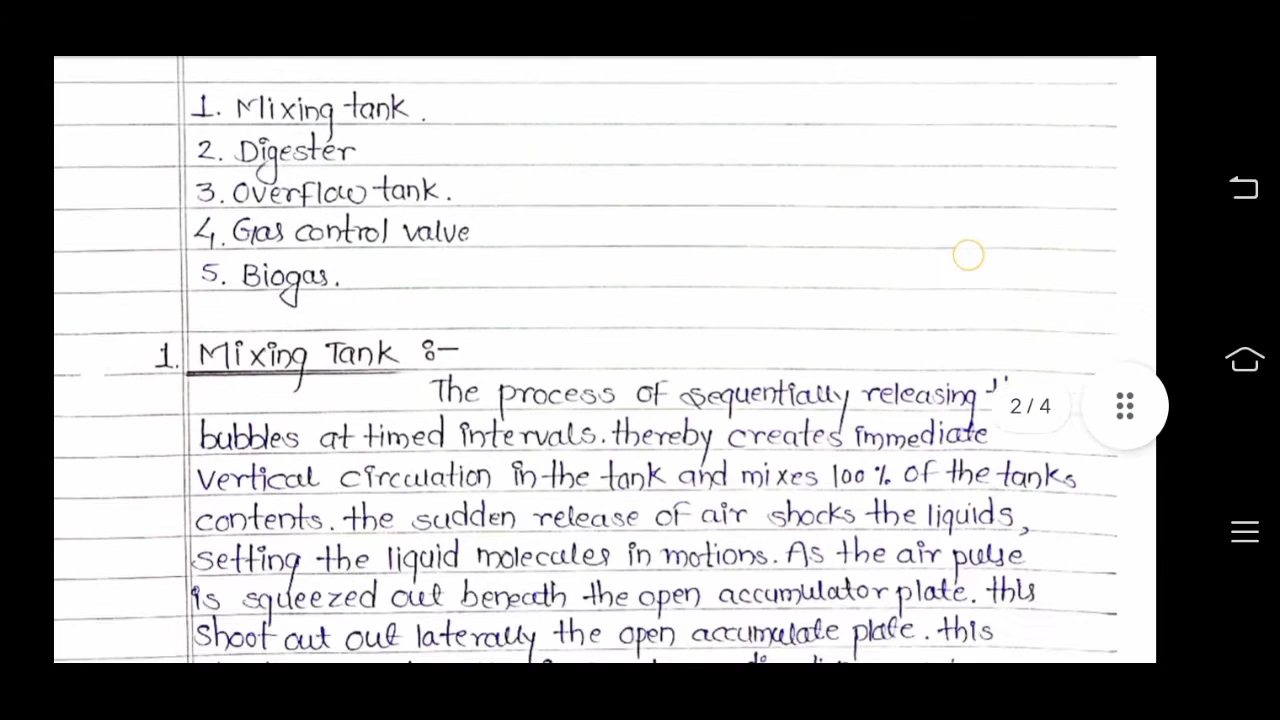 1. Mixing tank.
2. Digester
3. Overflow tank.
4. Gas control valve
5. Biogas.
1. Mixing Tank :-
The process of sequentially releasing
2/4
bubbles at timed intervals. thereby creates immediate
vertical circulation in the tank and mixes 100% of the tanks
contents. the sudden release of air shocks the liquids,
setting the liquid molecules in motions. As the air pulse
is squeezed out beneath the open accumulator plate. this
shoot out out laterally the open accumulate plate. this